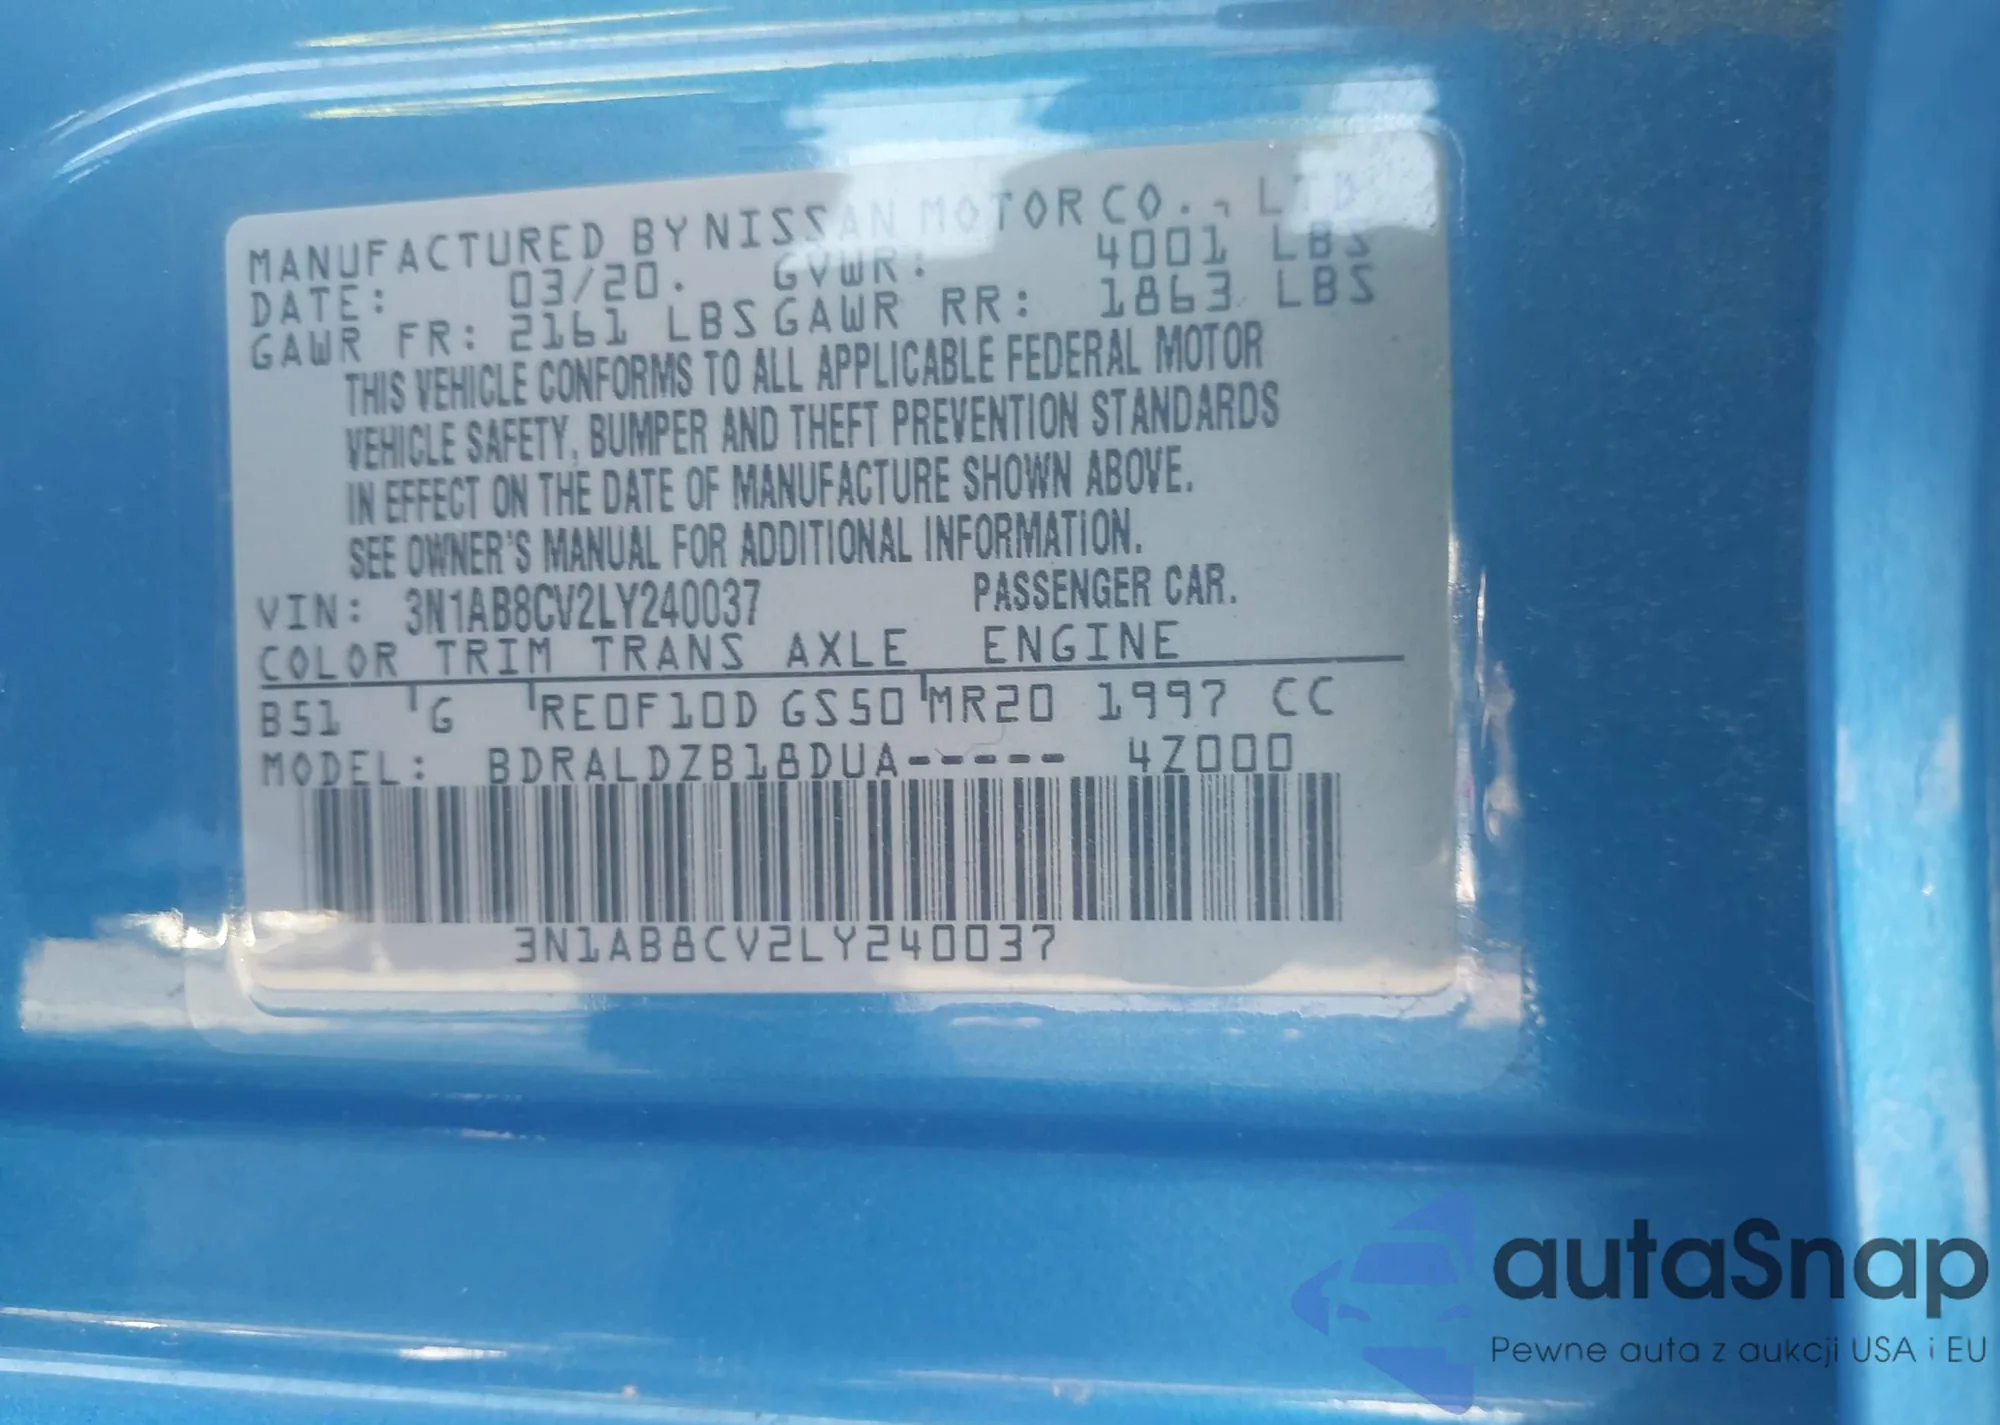 MANUFACTURED BY NISSAN MOTOR CO., LTD
DATE: 03/20. GVWR: 4001 LBS
GAWR FR: 2161 LBS GAWR RR: 1863 LBS
THIS VEHICLE CONFORMS TO ALL APPLICABLE FEDERAL MOTOR
VEHICLE SAFETY, BUMPER AND THEFT PREVENTION STANDARDS
IN EFFECT ON THE DATE OF MANUFACTURE SHOWN ABOVE.
SEE OWNER'S MANUAL FOR ADDITIONAL INFORMATION.
VIN: 3N1AB8CV2LY240037 PASSENGER CAR.
COLOR TRIM TRANS AXLE ENGINE
B51 G RE0F10D GS50 MR20 1997 CC
MODEL: BDRALDZB18DUA----- 4Z000
3N1AB8CV2LY240037
autaSnap
Pewne auta z aukcji USA i EU